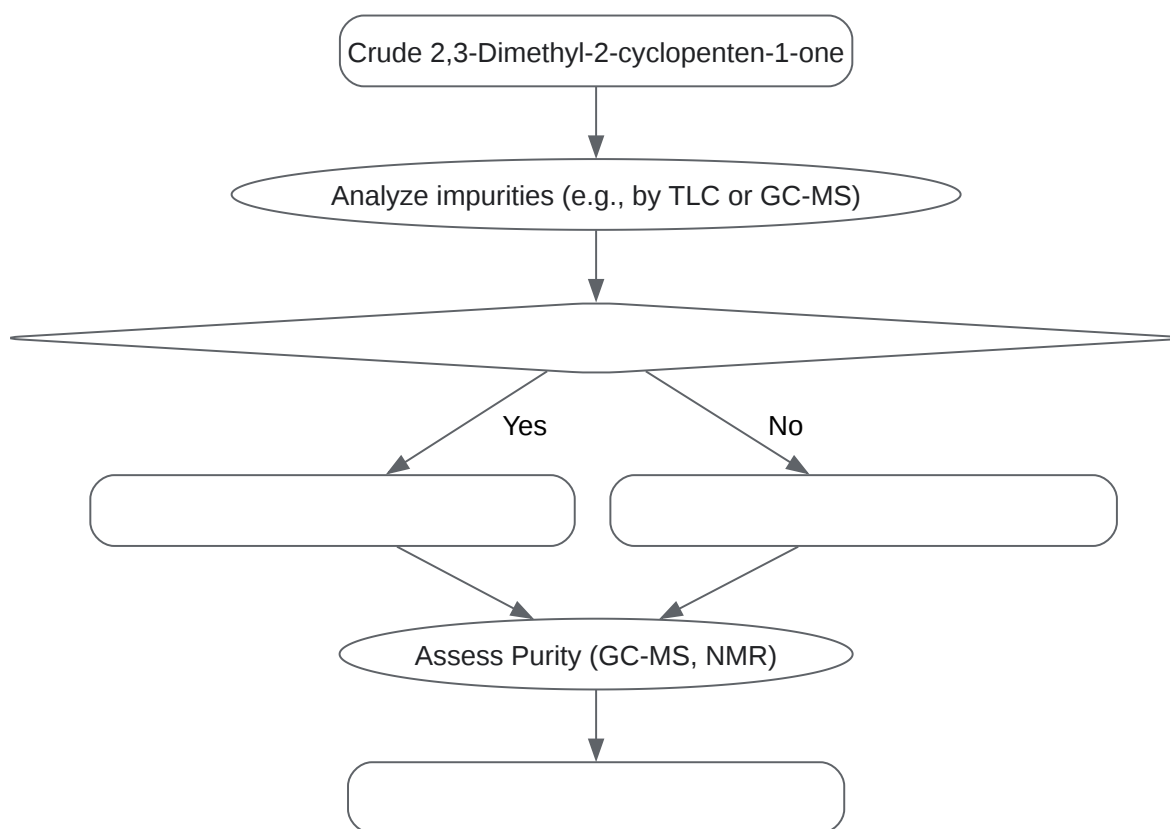 Crude 2,3-Dimethyl-2-cyclopenten-1-one
Analyze impurities (e.g., by TLC or GC-MS)
Yes
No
Assess Purity (GC-MS, NMR)